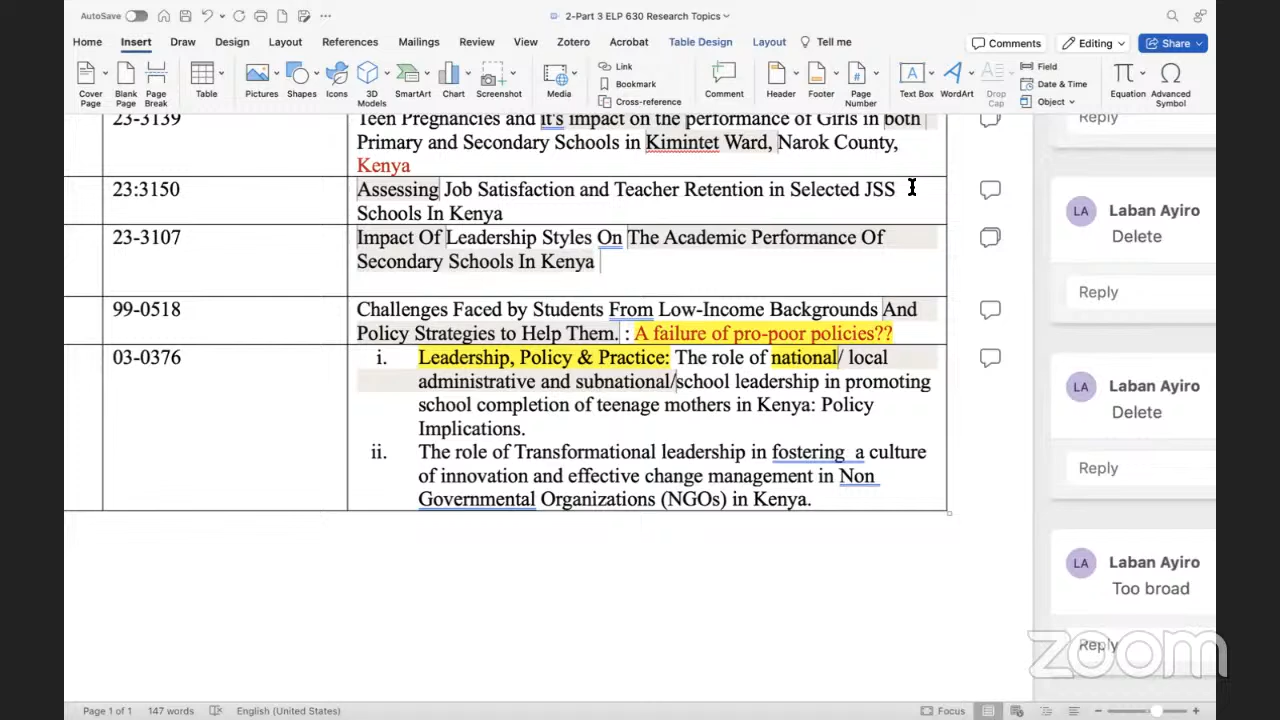 AutoSave
2-Part 3 ELP 630 Research Topics
Home Insert Draw Design Layout References Mailings Review View Zotero Acrobat Table Design Layout Tell me
Comments Editing Share
Cover Page
Blank Page
Page Break
Table
Pictures
Shapes
Icons
3D Models
SmartArt
Chart
Screenshot
Media
Link
Bookmark
Cross-reference
Comment
Header
Footer
Page Number
Text Box
WordArt
Drop Cap
Field
Date & Time
Object
Equation
Advanced Symbol
23-3139
Teen Pregnancies and it's impact on the performance of Girls in both
Primary and Secondary Schools in Kimintet Ward, Narok County,
Kenya
23:3150
Assessing Job Satisfaction and Teacher Retention in Selected JSS
Schools In Kenya
23-3107
Impact Of Leadership Styles On The Academic Performance Of
Secondary Schools In Kenya
99-0518
Challenges Faced by Students From Low-Income Backgrounds And
Policy Strategies to Help Them. : A failure of pro-poor policies??
03-0376
i. Leadership, Policy & Practice: The role of national/ local
administrative and subnational/school leadership in promoting
school completion of teenage mothers in Kenya: Policy
Implications.
ii. The role of Transformational leadership in fostering a culture
of innovation and effective change management in Non
Governmental Organizations (NGOs) in Kenya.
Reply
LA Laban Ayiro
Delete
Reply
LA Laban Ayiro
Delete
Reply
LA Laban Ayiro
Too broad
Reply
zoom
Page 1 of 1 147 words English (United States) Focus